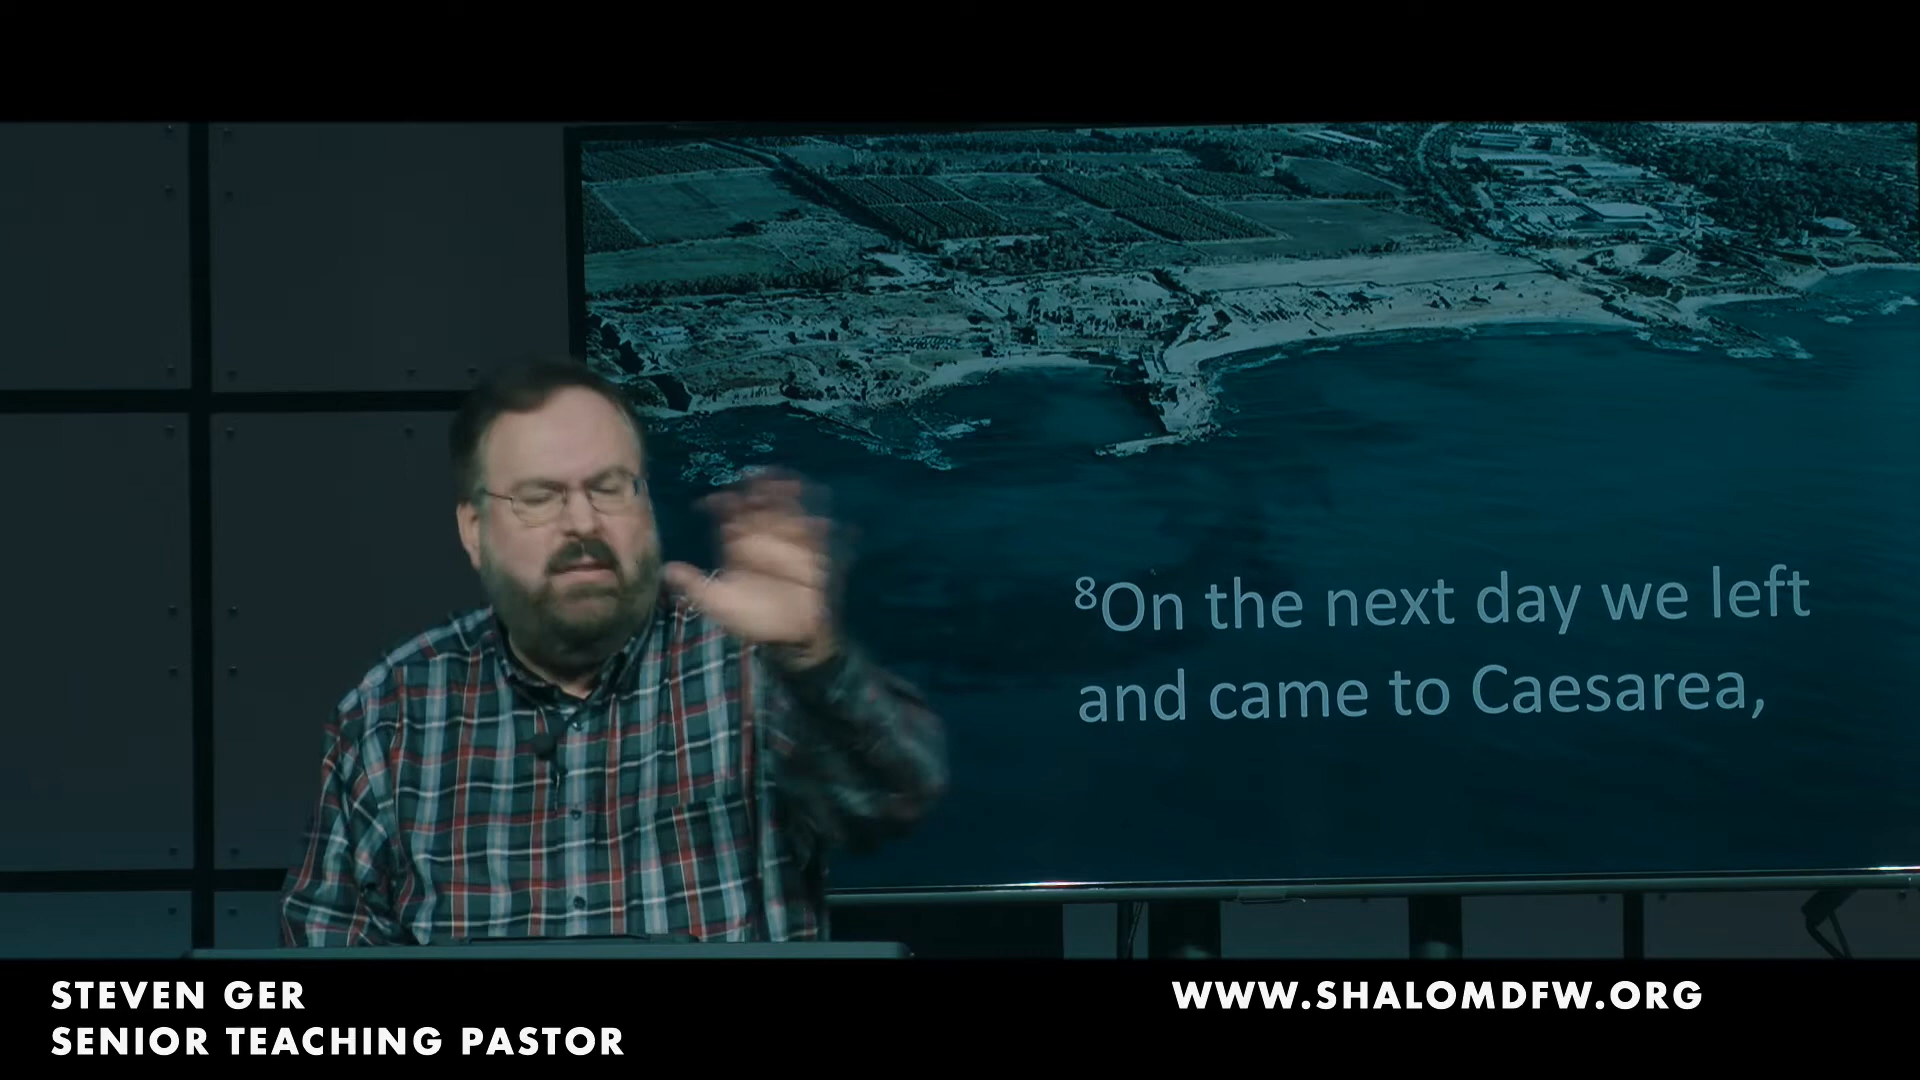 ⁸On the next day we left
and came to Caesarea,
STEVEN GER
SENIOR TEACHING PASTOR
WWW.SHALOMDFW.ORG